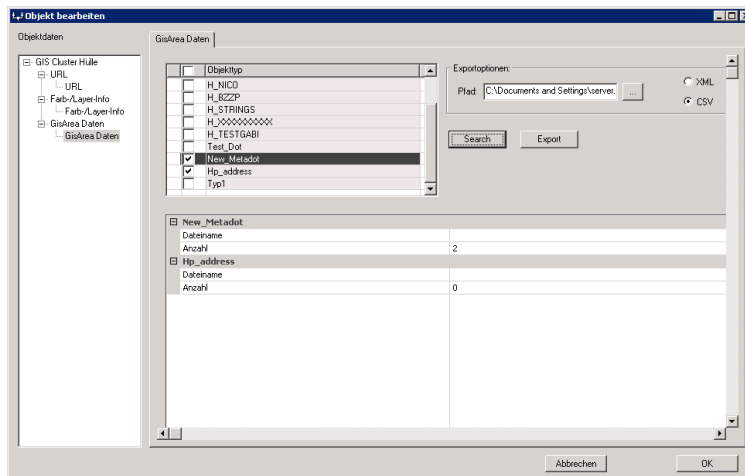 Objekt bearbeiten
Objektdaten
GIS Cluster Hülle
URL
URL
Farb-/Layer-Info
Farb-/Layer-Info
GisArea Daten
GisArea Daten
GisArea Daten
Objekttyp
H_NICO
H_BZZP
H_STRINGS
H_XXXXXXXXX
H_TESTGABI
Test_Dot
New_Metadot
Hp_address
Typ1
Exportoptionen:
Pfad: C:\Documents and Settings\server. ...
XML
CSV
Search Export
New_Metadot
Dateiname
Anzahl 2
Hp_address
Dateiname
Anzahl 0
Abbrechen OK